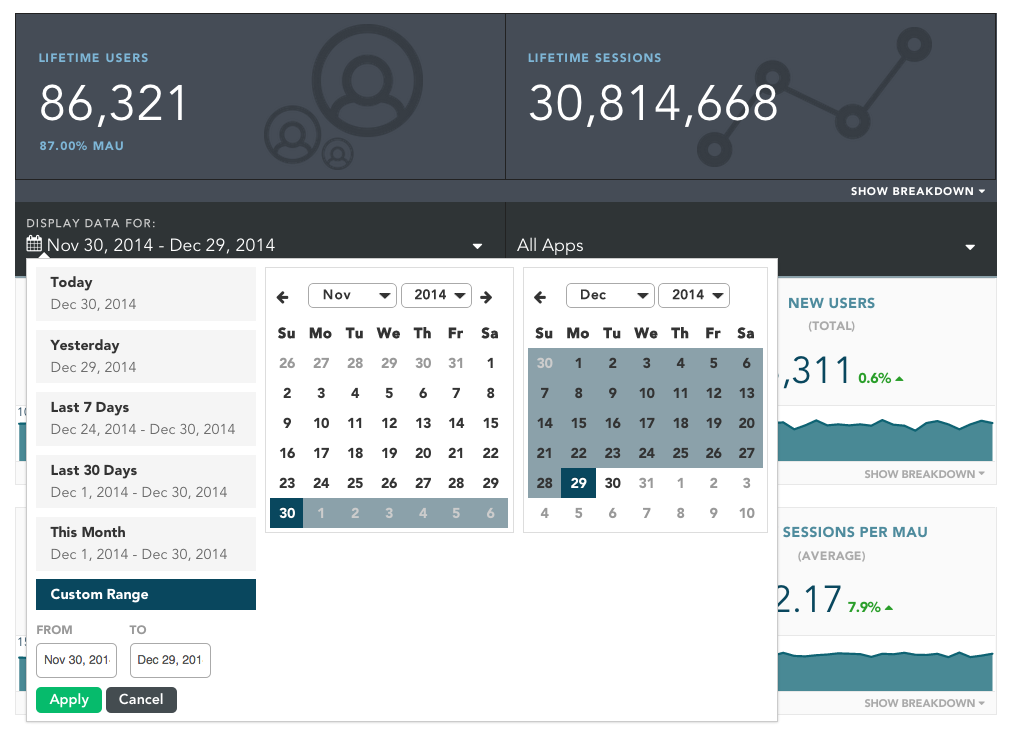 LIFETIME USERS
86,321
87.00% MAU
LIFETIME SESSIONS
30,814,668
SHOW BREAKDOWN
DISPLAY DATA FOR:
Nov 30, 2014 - Dec 29, 2014
All Apps
Today
Dec 30, 2014
Yesterday
Dec 29, 2014
Last 7 Days
Dec 24, 2014 - Dec 30, 2014
Last 30 Days
Dec 1, 2014 - Dec 30, 2014
This Month
Dec 1, 2014 - Dec 30, 2014
Custom Range
FROM TO
Nov 30, 201 Dec 29, 201
Apply Cancel
Nov 2014
Su Mo Tu We Th Fr Sa
26 27 28 29 30 31 1
2 3 4 5 6 7 8
9 10 11 12 13 14 15
16 17 18 19 20 21 22
23 24 25 26 27 28 29
30 1 2 3 4 5 6
Dec 2014
Su Mo Tu We Th Fr Sa
30 1 2 3 4 5 6
7 8 9 10 11 12 13
14 15 16 17 18 19 20
21 22 23 24 25 26 27
28 29 30 31 1 2 3
4 5 6 7 8 9 10
NEW USERS
(TOTAL)
,311 0.6%
SHOW BREAKDOWN
SESSIONS PER MAU
(AVERAGE)
2.17 7.9%
SHOW BREAKDOWN